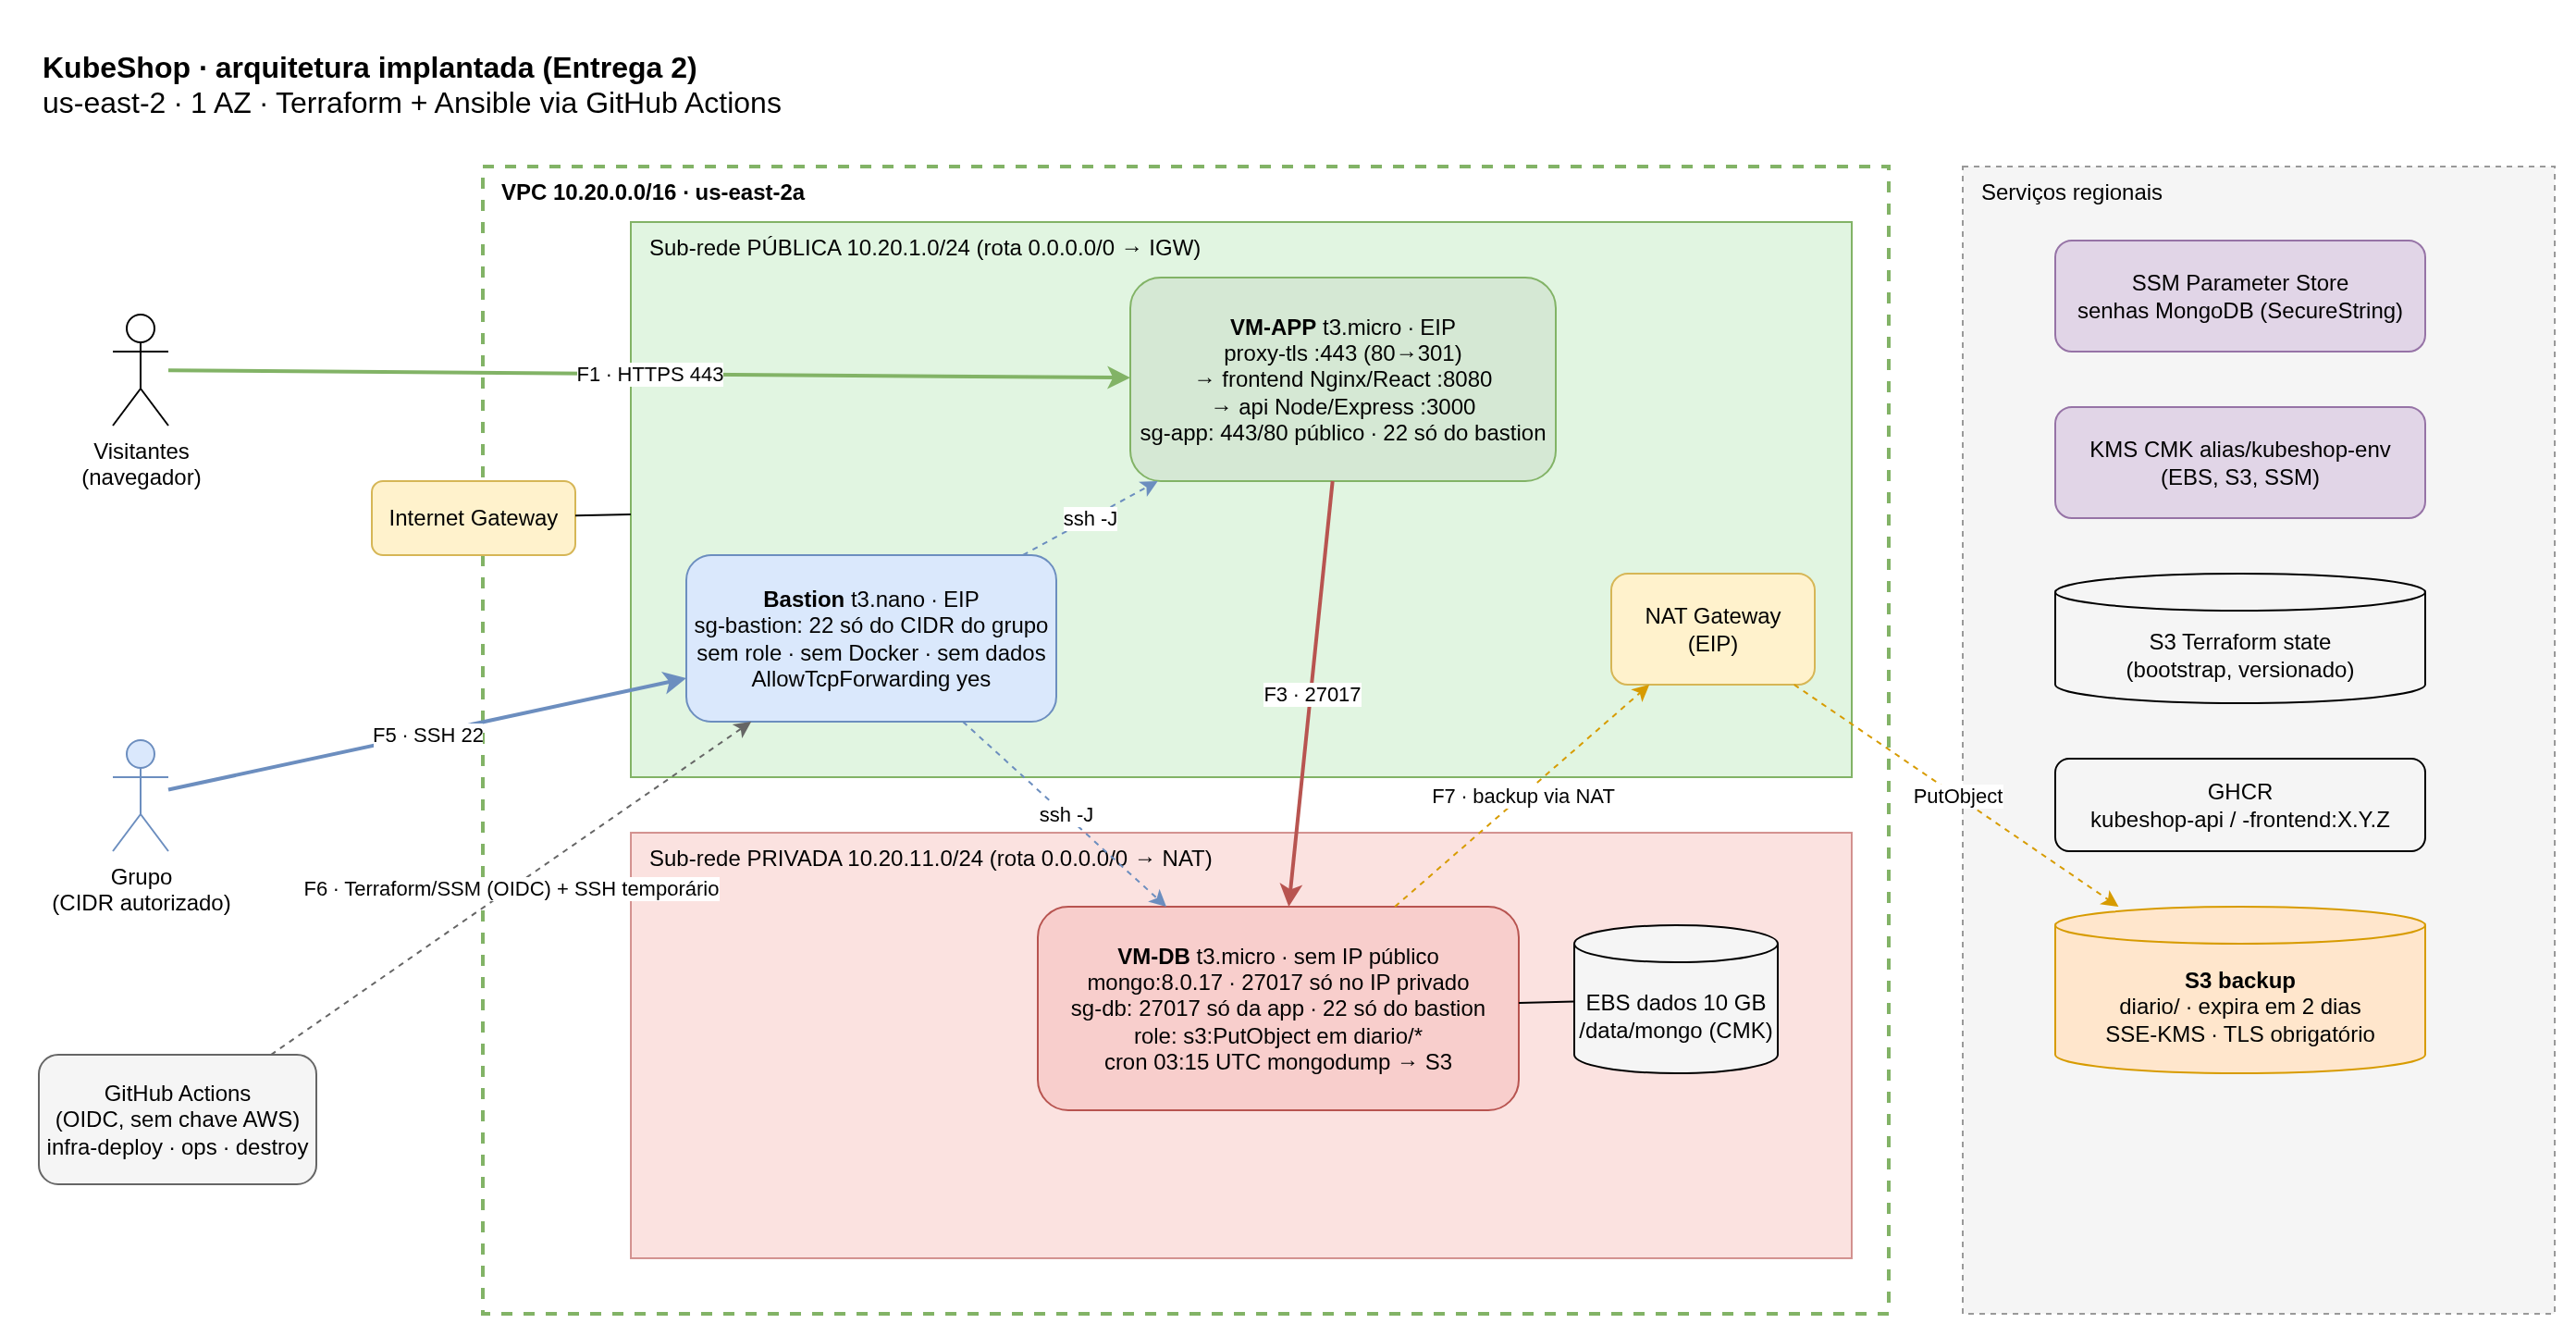 KubeShop · arquitetura implantada (Entrega 2)
us-east-2 · 1 AZ · Terraform + Ansible via GitHub Actions
VPC 10.20.0.0/16 · us-east-2a
Sub-rede PÚBLICA 10.20.1.0/24 (rota 0.0.0.0/0 → IGW)
VM-APP t3.micro · EIP
proxy-tls :443 (80→301)
→ frontend Nginx/React :8080
→ api Node/Express :3000
sg-app: 443/80 público · 22 só do bastion
F1 · HTTPS 443
Visitantes
(navegador)
Internet Gateway
ssh -J
Bastion t3.nano · EIP
sg-bastion: 22 só do CIDR do grupo
sem role · sem Docker · sem dados
AllowTcpForwarding yes
NAT Gateway
(EIP)
F3 · 27017
F5 · SSH 22
Grupo
(CIDR autorizado)
F7 · backup via NAT
PutObject
ssh -J
Sub-rede PRIVADA 10.20.11.0/24 (rota 0.0.0.0/0 → NAT)
F6 · Terraform/SSM (OIDC) + SSH temporário
VM-DB t3.micro · sem IP público
mongo:8.0.17 · 27017 só no IP privado
sg-db: 27017 só da app · 22 só do bastion
role: s3:PutObject em diario/*
cron 03:15 UTC mongodump → S3
EBS dados 10 GB
/data/mongo (CMK)
GitHub Actions
(OIDC, sem chave AWS)
infra-deploy · ops · destroy
Serviços regionais
SSM Parameter Store
senhas MongoDB (SecureString)
KMS CMK alias/kubeshop-env
(EBS, S3, SSM)
S3 Terraform state
(bootstrap, versionado)
GHCR
kubeshop-api / -frontend:X.Y.Z
S3 backup
diario/ · expira em 2 dias
SSE-KMS · TLS obrigatório